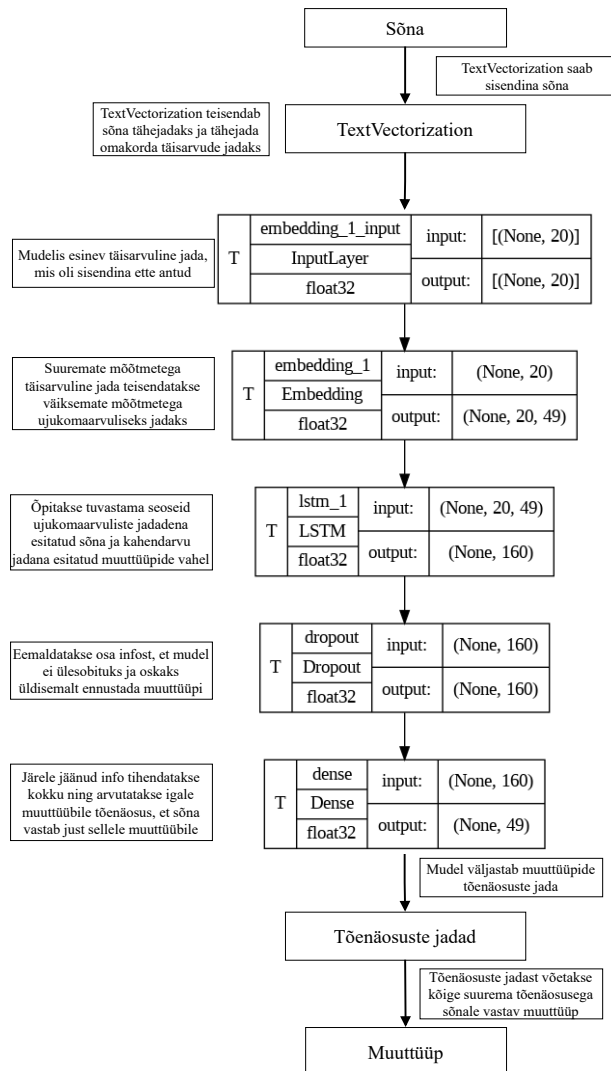 Sõna
TextVectorization saab
sisendina sõna
TextVectorization teisendab
sõna tähejadaks ja tähejada
omakorda täisarvude jadaks
TextVectorization
Mudelis esinev täisarvuline jada,
mis oli sisendina ette antud
T
embedding_1_input
InputLayer
float32
input:
[(None, 20)]
output:
[(None, 20)]
Suuremate mõõtmetega
täisarvuline jada teisendatakse
väiksemate mõõtmetega
ujukomaarvuliseks jadaks
T
embedding_1
Embedding
float32
input:
(None, 20)
output:
(None, 20, 49)
Õpitakse tuvastama seoseid
ujukomaarvuliste jadadena
esitatud sõna ja kahendarvu
jadana esitatud muuttüüpide vahel
T
lstm_1
LSTM
float32
input:
(None, 20, 49)
output:
(None, 160)
Eemaldatakse osa infost, et mudel
ei ülesobituks ja oskaks
üldisemalt ennustada muuttüüpi
T
dropout
Dropout
float32
input:
(None, 160)
output:
(None, 160)
Järele jäänud info tihendatakse
kokku ning arvutatakse igale
muuttüübile tõenäosus, et sõna
vastab just sellele muuttüübile
T
dense
Dense
float32
input:
(None, 160)
output:
(None, 49)
Mudel väljastab muuttüüpide
tõenäosuste jada
Tõenäosuste jadad
Tõenäosuste jadast võetakse
kõige suurema tõenäosusega
sõnale vastav muuttüüp
Muuttüüp